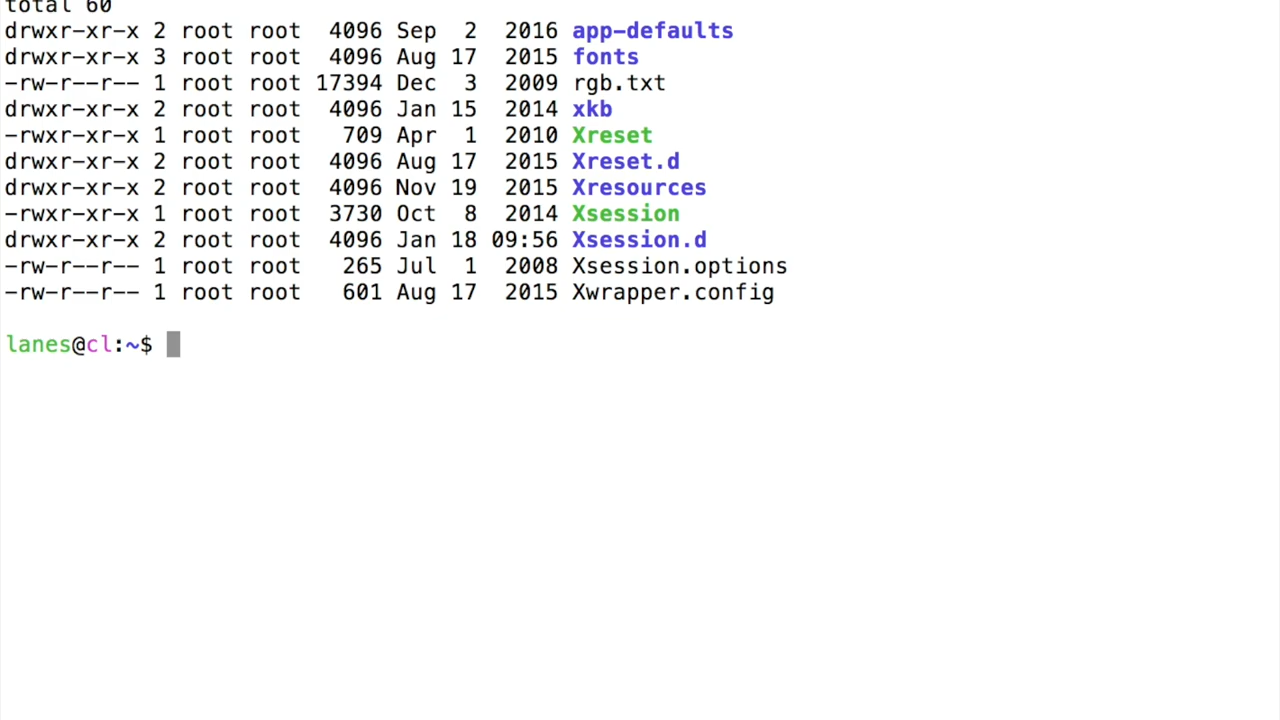 total 60
drwxr-xr-x 2 root root  4096 Sep  2  2016 app-defaults
drwxr-xr-x 3 root root  4096 Aug 17  2015 fonts
-rw-r--r-- 1 root root 17394 Dec  3  2009 rgb.txt
drwxr-xr-x 2 root root  4096 Jan 15  2014 xkb
-rwxr-xr-x 1 root root   709 Apr  1  2010 Xreset
drwxr-xr-x 2 root root  4096 Aug 17  2015 Xreset.d
drwxr-xr-x 2 root root  4096 Nov 19  2015 Xresources
-rwxr-xr-x 1 root root  3730 Oct  8  2014 Xsession
drwxr-xr-x 2 root root  4096 Jan 18 09:56 Xsession.d
-rw-r--r-- 1 root root   265 Jul  1  2008 Xsession.options
-rw-r--r-- 1 root root   601 Aug 17  2015 Xwrapper.config
lanes@cl:~$